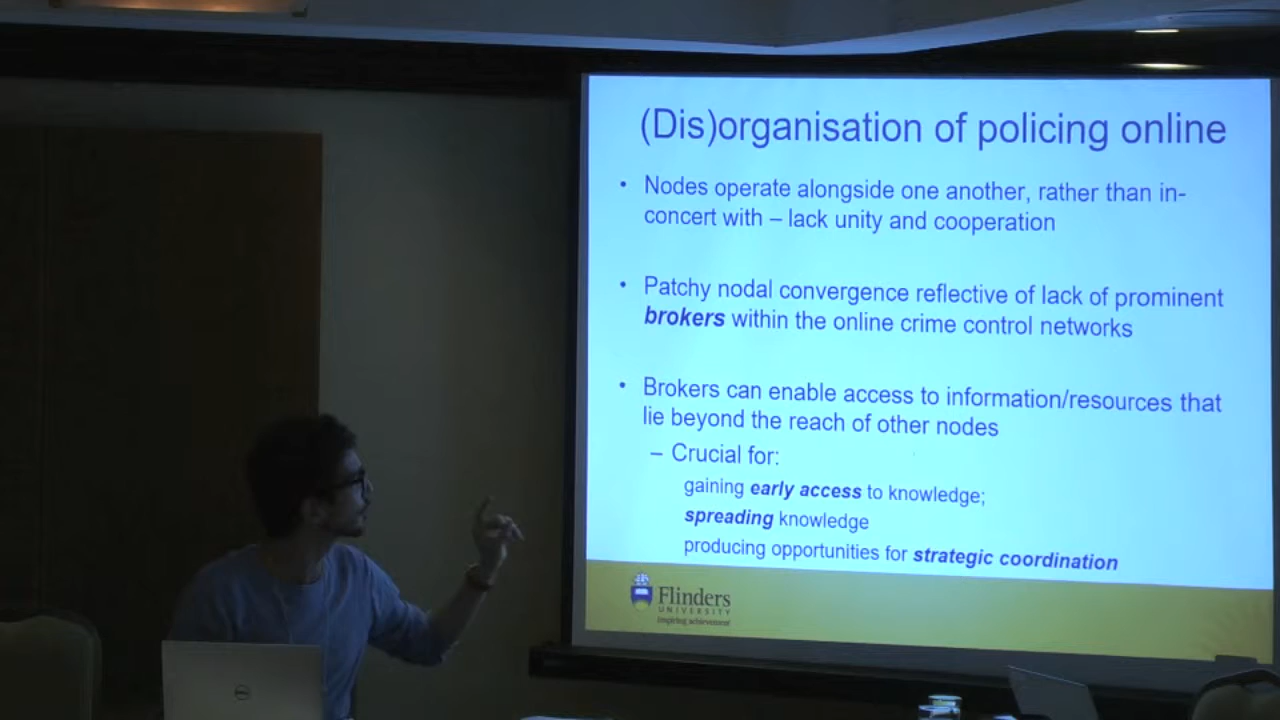 (Dis)organisation of policing online
• Nodes operate alongside one another, rather than in-
concert with – lack unity and cooperation
• Patchy nodal convergence reflective of lack of prominent
brokers within the online crime control networks
• Brokers can enable access to information/resources that
lie beyond the reach of other nodes
– Crucial for:
gaining early access to knowledge;
spreading knowledge
producing opportunities for strategic coordination
Flinders
UNIVERSITY
inspiring achievement
DELL